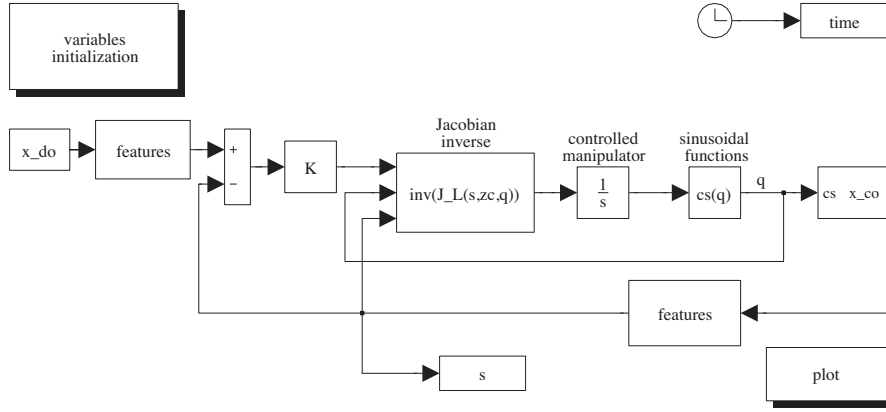 variables
initialization
time
x_do
features
+
−
K
Jacobian
inverse
inv(J_L(s,zc,q))
controlled
manipulator
1
s
sinusoidal
functions
cs(q)
q
cs x_co
features
s
plot